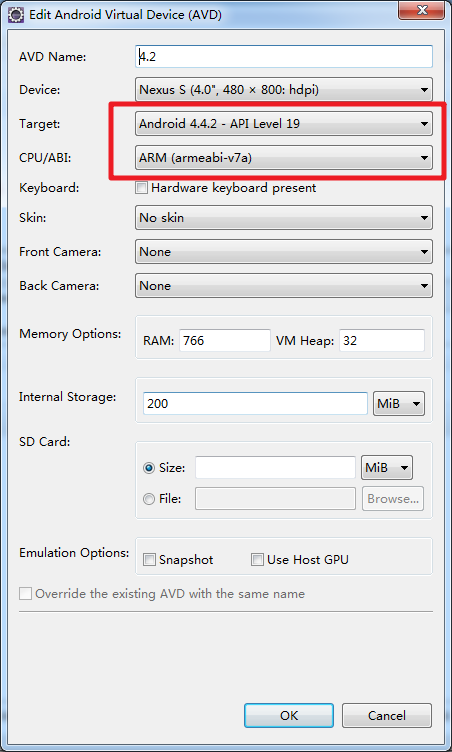 Edit Android Virtual Device (AVD)
AVD Name: 4.2
Device: Nexus S (4.0", 480 × 800: hdpi)
Target: Android 4.4.2 - API Level 19
CPU/ABI: ARM (armeabi-v7a)
Keyboard: Hardware keyboard present
Skin: No skin
Front Camera: None
Back Camera: None
Memory Options: RAM: 766 VM Heap: 32
Internal Storage: 200 MiB
SD Card:
Size: MiB
File: Browse...
Emulation Options: Snapshot Use Host GPU
Override the existing AVD with the same name
OK Cancel